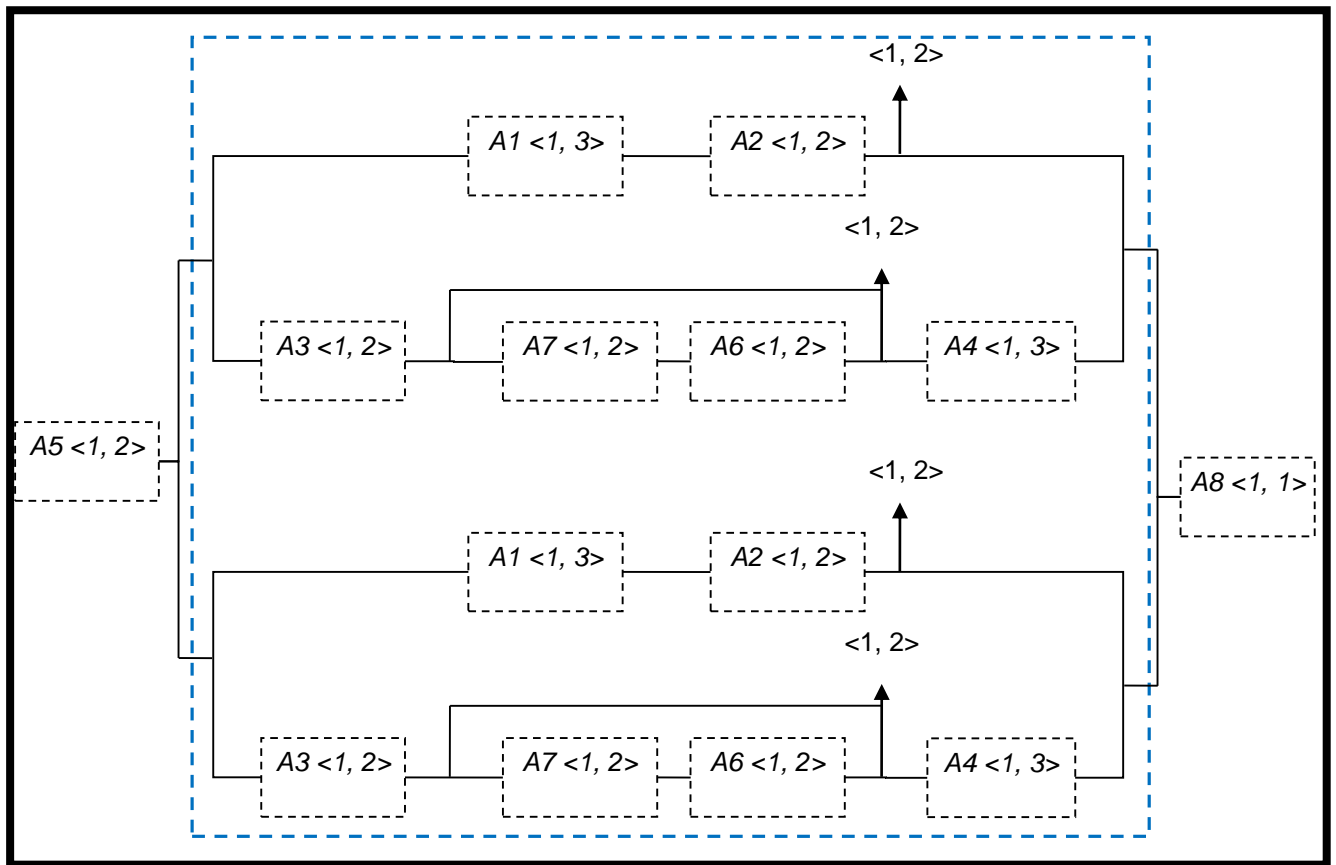 <1, 2>
A1 <1, 3>
A2 <1, 2>
<1, 2>
A3 <1, 2>
A7 <1, 2>
A6 <1, 2>
A4 <1, 3>
A5 <1, 2>
<1, 2>
A8 <1, 1>
A1 <1, 3>
A2 <1, 2>
<1, 2>
A3 <1, 2>
A7 <1, 2>
A6 <1, 2>
A4 <1, 3>